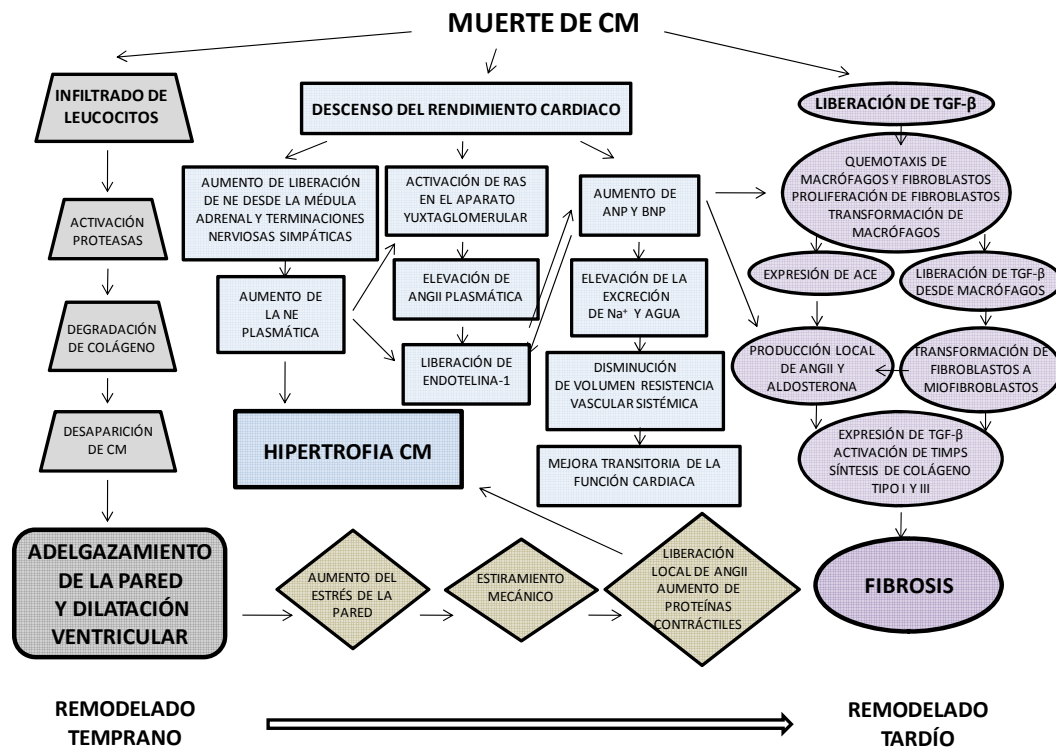 MUERTE DE CM
INFILTRADO DE
LEUCOCITOS
ACTIVACIÓN
PROTEASAS
DEGRADACIÓN
DE COLÁGENO
DESAPARICIÓN
DE CM
ADELGAZAMIENTO
DE LA PARED
Y DILATACIÓN
VENTRICULAR
DESCENSO DEL RENDIMIENTO CARDIACO
AUMENTO DE LIBERACIÓN
DE NE DESDE LA MÉDULA
ADRENAL Y TERMINACIONES
NERVIOSAS SIMPÁTICAS
AUMENTO DE
LA NE
PLASMÁTICA
HIPERTROFIA CM
ACTIVACIÓN DE RAS
EN EL APARATO
YUXTAGLOMERULAR
ELEVACIÓN DE
ANGII PLASMÁTICA
LIBERACIÓN DE
ENDOTELINA-1
AUMENTO DE
ANP Y BNP
ELEVACIÓN DE LA
EXCRECIÓN
DE Na⁺ Y AGUA
DISMINUCIÓN
DE VOLUMEN RESISTENCIA
VASCULAR SISTÉMICA
MEJORA TRANSITORIA DE LA
FUNCIÓN CARDIACA
LIBERACIÓN DE TGF-β
QUEMOTAXIS DE
MACRÓFAGOS Y FIBROBLASTOS
PROLIFERACIÓN DE FIBROBLASTOS
TRANSFORMACIÓN DE
MACRÓFAGOS
EXPRESIÓN DE ACE
LIBERACIÓN DE TGF-β
DESDE MACRÓFAGOS
PRODUCCIÓN LOCAL
DE ANGII Y
ALDOSTERONA
TRANSFORMACIÓN DE
FIBROBLASTOS A
MIOFIBROBLASTOS
EXPRESIÓN DE TGF-β
ACTIVACIÓN DE TIMPS
SÍNTESIS DE COLÁGENO
TIPO I Y III
FIBROSIS
AUMENTO DEL
ESTRÉS DE LA
PARED
ESTIRAMIENTO
MECÁNICO
LIBERACIÓN
LOCAL DE ANGII
AUMENTO DE
PROTEÍNAS
CONTRÁCTILES
REMODELADO
TEMPRANO
REMODELADO
TARDÍO